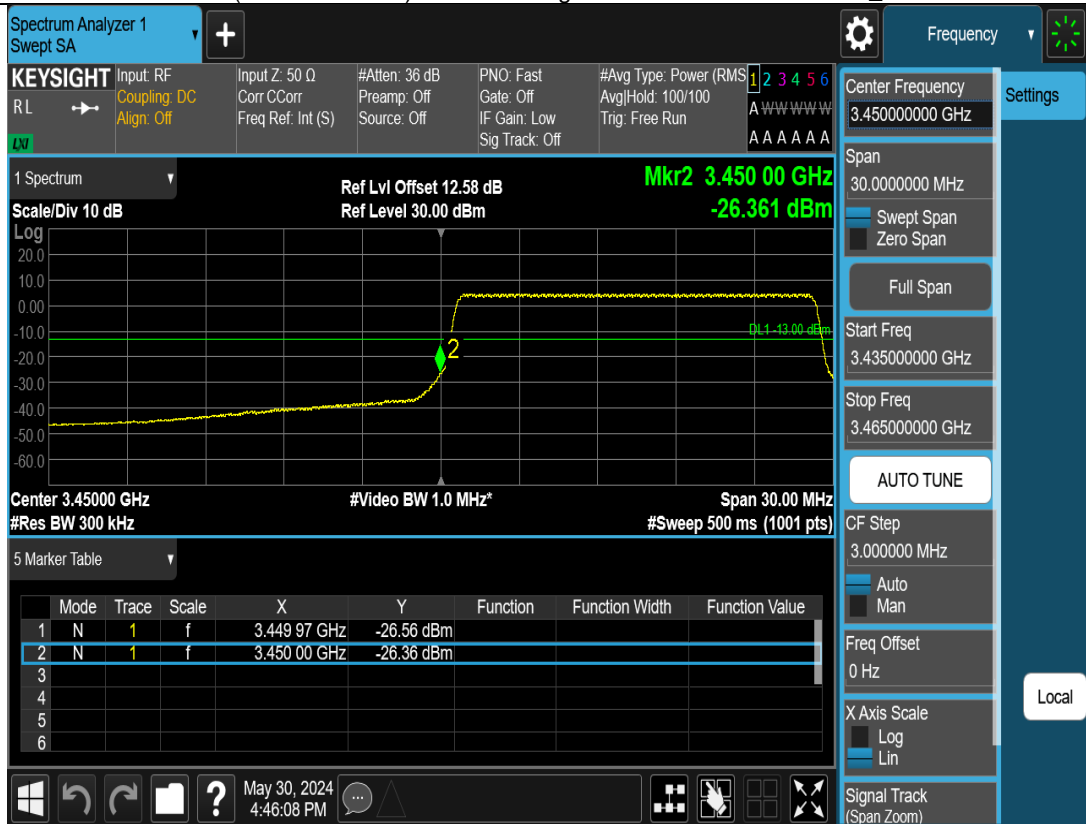 Spectrum Analyzer 1
Swept SA
Frequency
KEYSIGHT
RL
LXI
Input: RF
Coupling: DC
Align: Off
Input Z: 50 Ω
Corr CCorr
Freq Ref: Int (S)
#Atten: 36 dB
Preamp: Off
Source: Off
PNO: Fast
Gate: Off
IF Gain: Low
Sig Track: Off
#Avg Type: Power (RMS
Avg|Hold: 100/100
Trig: Free Run
1 2 3 4 5 6
A W W W W W
A A A A A A
1 Spectrum
Scale/Div 10 dB
Ref Lvl Offset 12.58 dB
Ref Level 30.00 dBm
Mkr2 3.450 00 GHz
-26.361 dBm
Log
20.0
10.0
0.00
-10.0
-20.0
-30.0
-40.0
-50.0
-60.0
DL1 -13.00 dBm
2
Center 3.45000 GHz
#Video BW 1.0 MHz*
Span 30.00 MHz
#Res BW 300 kHz
#Sweep 500 ms (1001 pts)
5 Marker Table
Mode Trace Scale X Y Function Function Width Function Value
1 N 1 f 3.449 97 GHz -26.56 dBm
2 N 1 f 3.450 00 GHz -26.36 dBm
3
4
5
6
May 30, 2024
4:46:08 PM
Center Frequency
3.450000000 GHz
Settings
Span
30.0000000 MHz
Swept Span
Zero Span
Full Span
Start Freq
3.435000000 GHz
Stop Freq
3.465000000 GHz
AUTO TUNE
CF Step
3.000000 MHz
Auto
Man
Freq Offset
0 Hz
Local
X Axis Scale
Log
Lin
Signal Track
(Span Zoom)